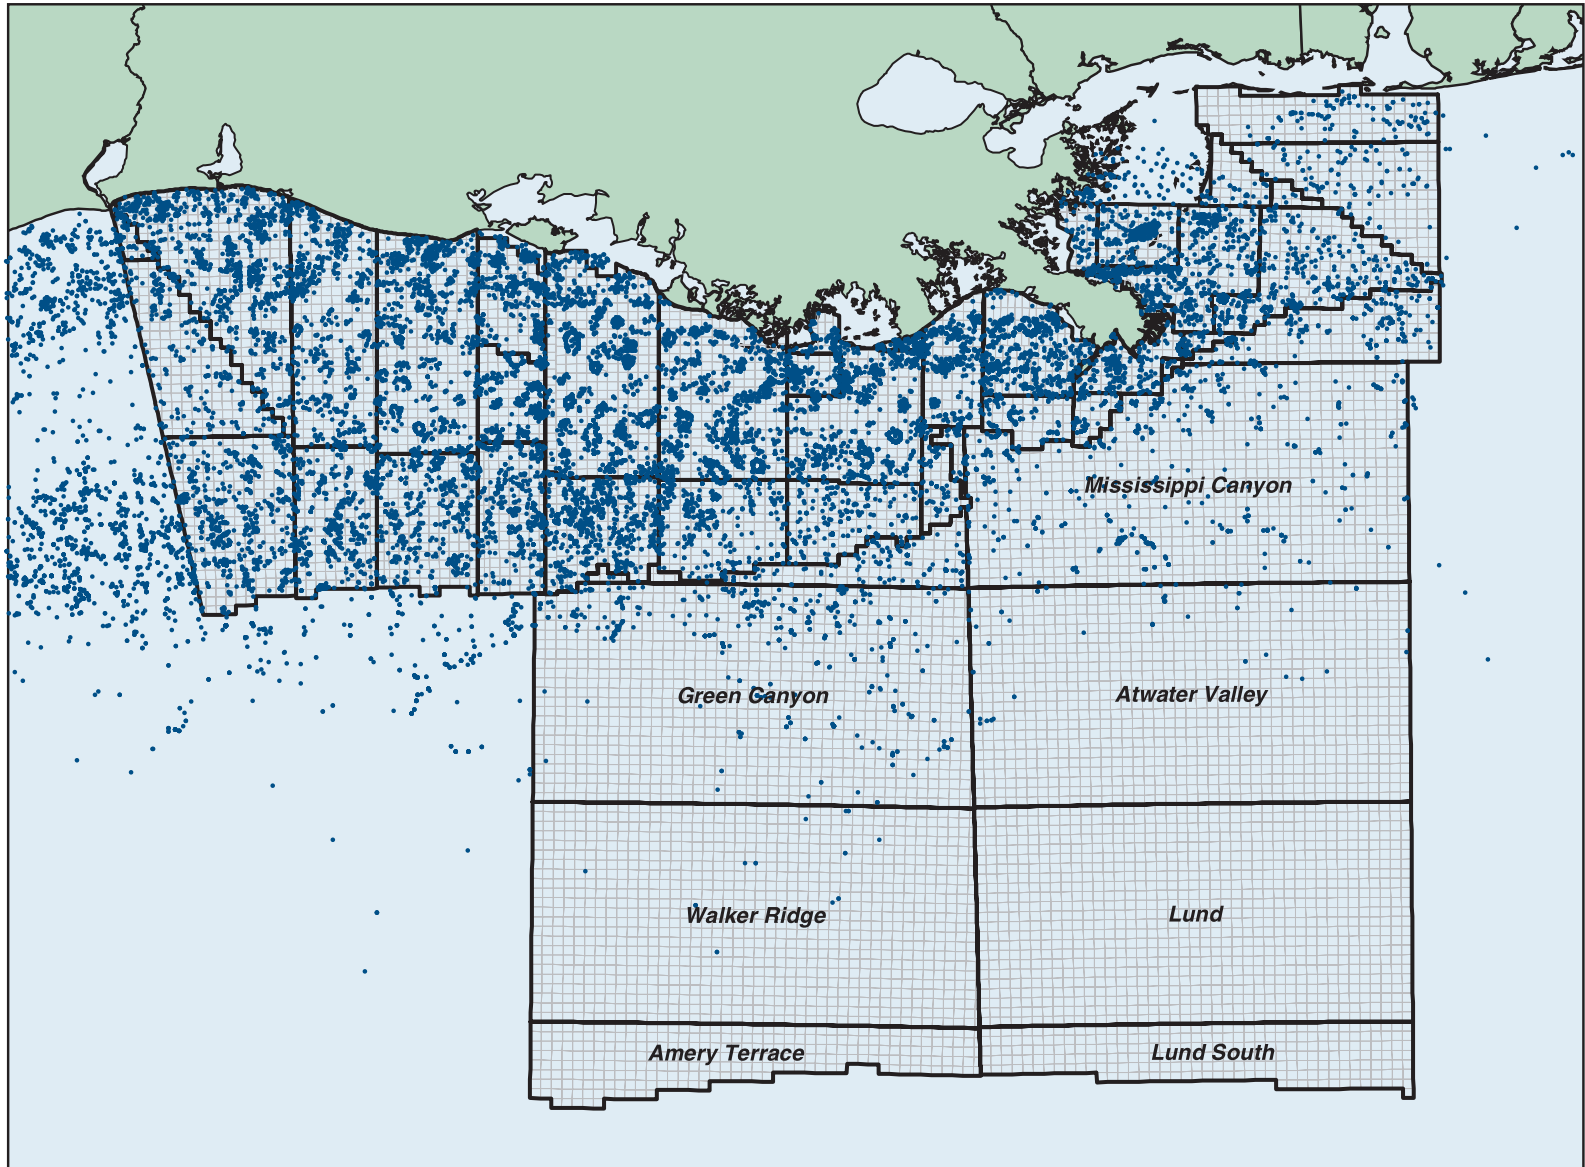 Mississippi Canyon
Green Canyon
Atwater Valley
Walker Ridge
Lund
Amery Terrace
Lund South